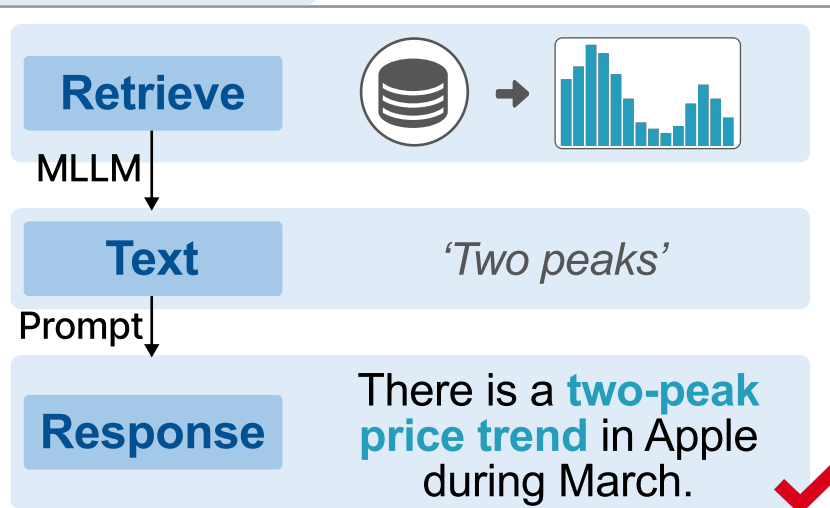 Retrieve
MLLM
Text
‘Two peaks’
Prompt
Response
There is a two-peak
price trend in Apple
during March.